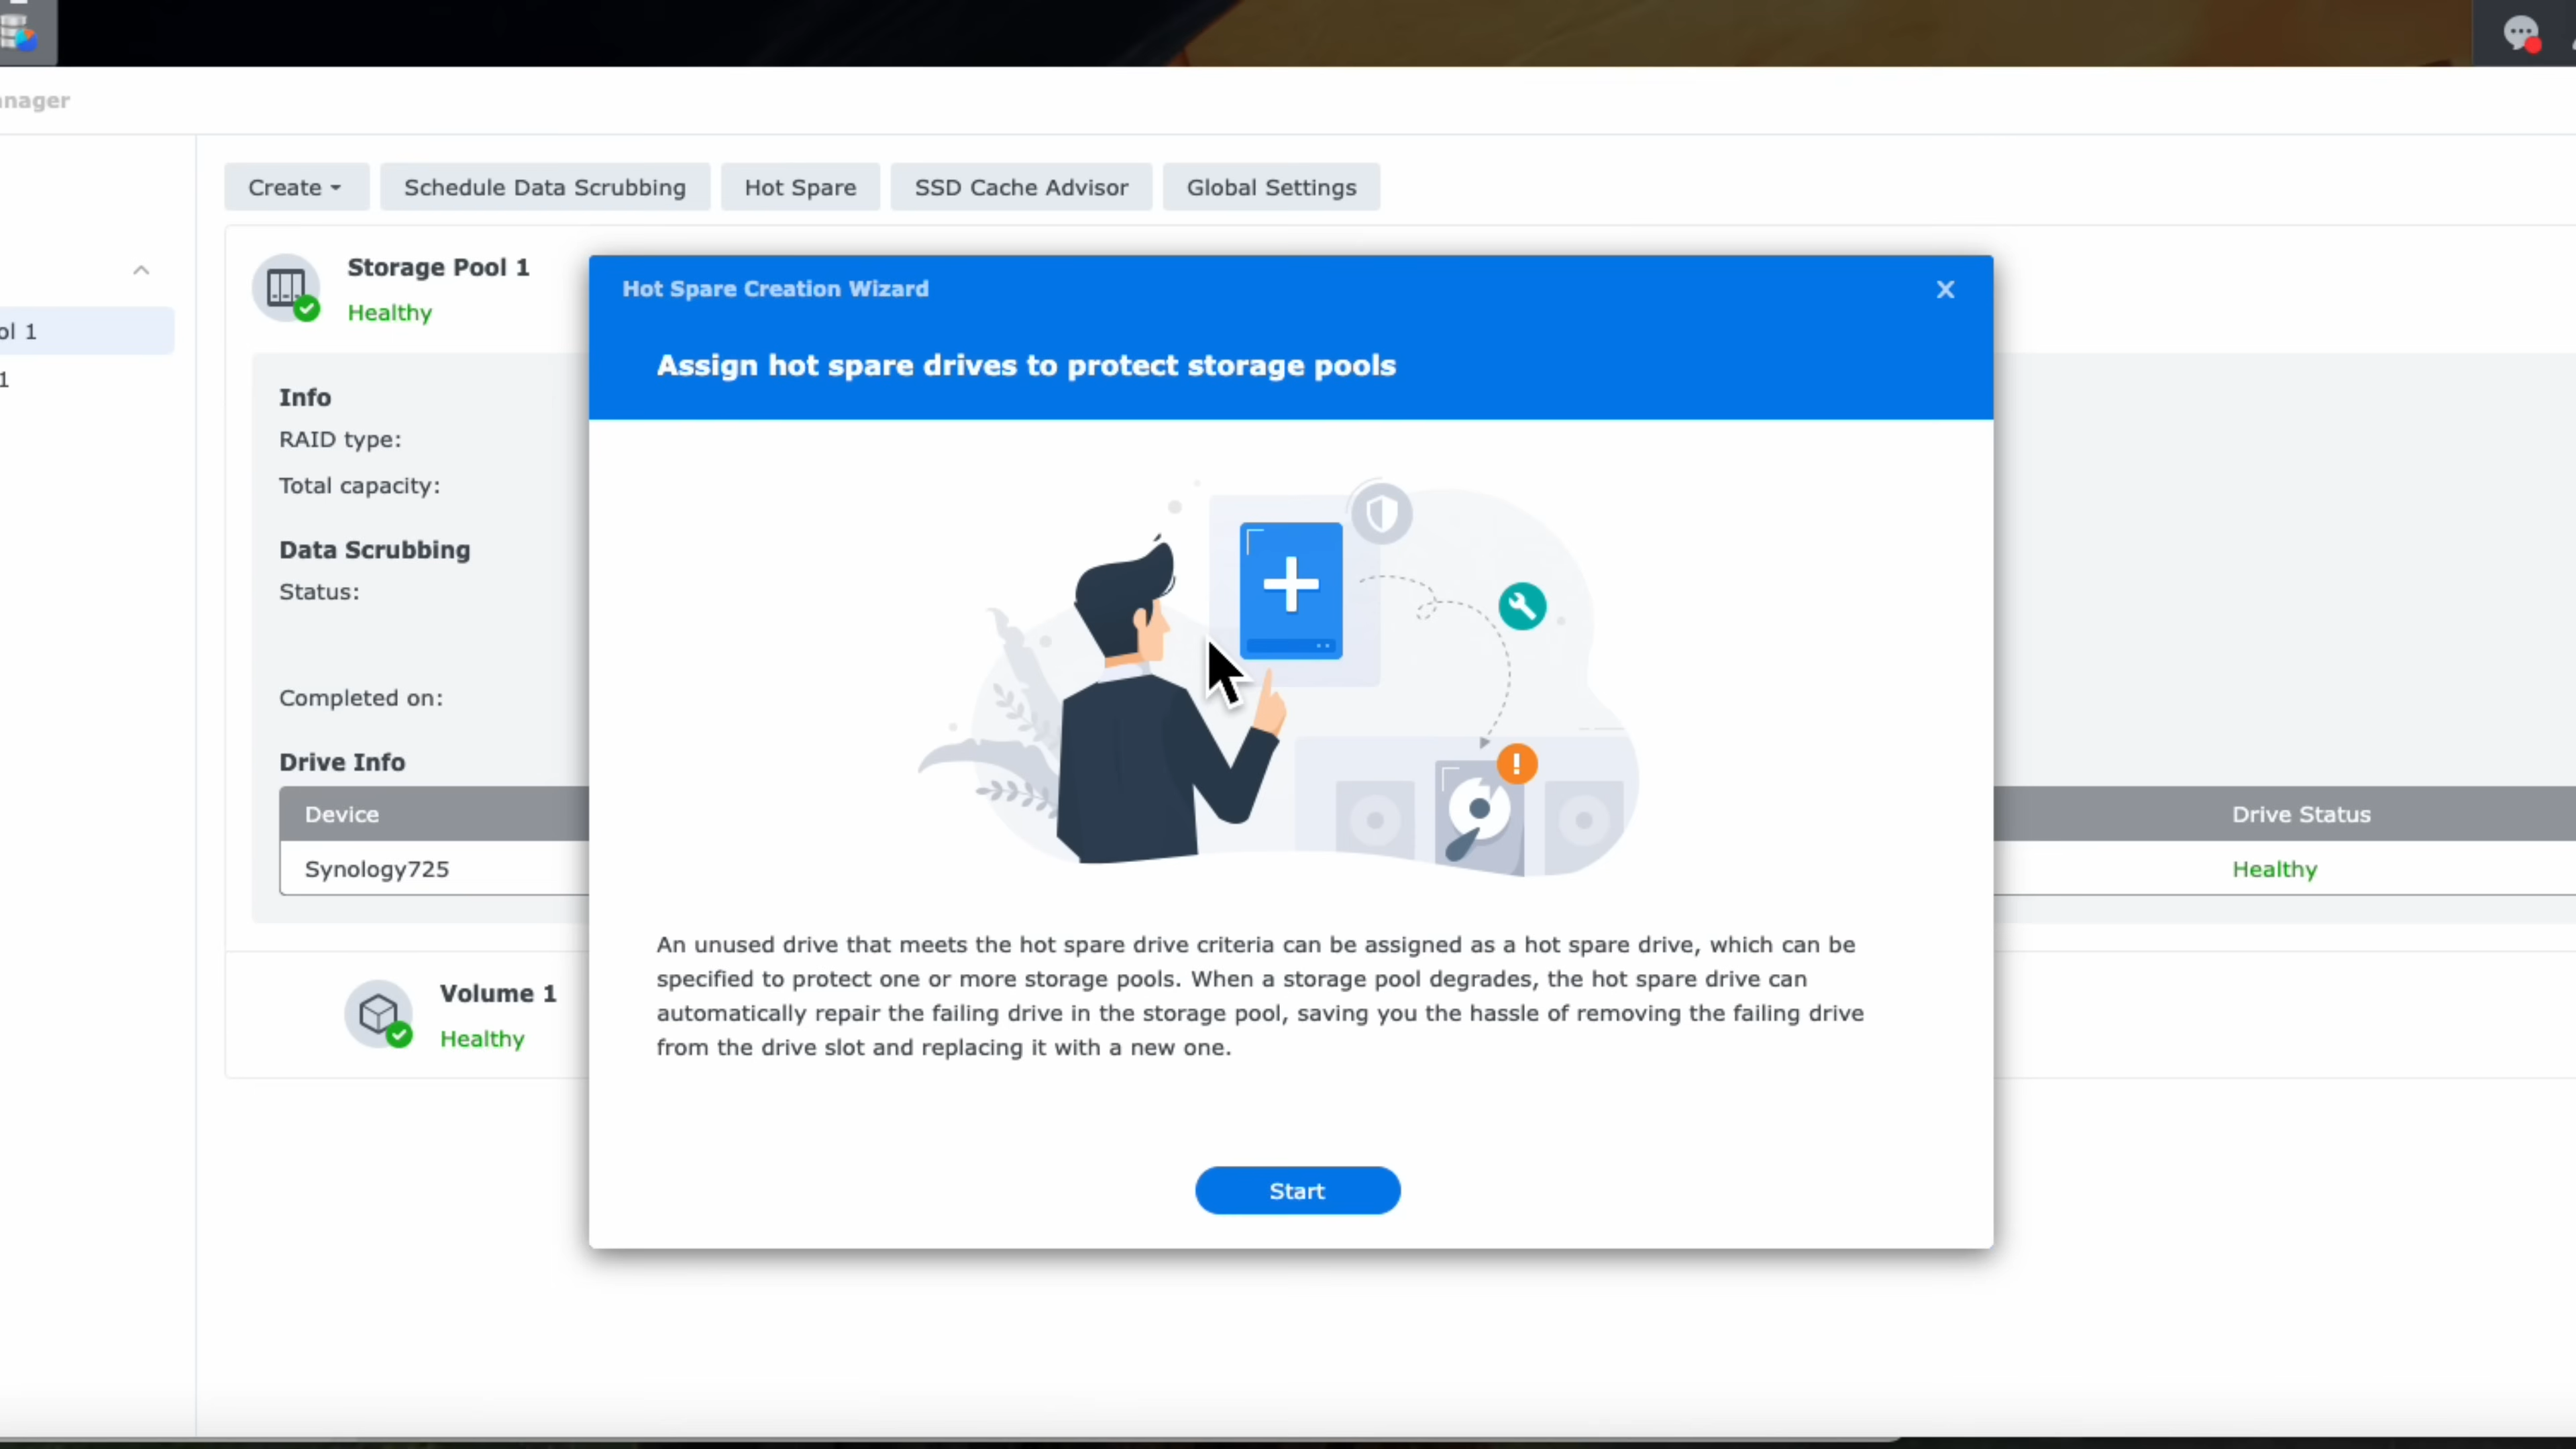 anager
Create
Schedule Data Scrubbing
Hot Spare
SSD Cache Advisor
Global Settings
ol 1
1
Storage Pool 1
Healthy
Info
RAID type:
Total capacity:
Data Scrubbing
Status:
Completed on:
Drive Info
Device
Drive Status
Synology725
Healthy
Volume 1
Healthy
Hot Spare Creation Wizard
Assign hot spare drives to protect storage pools
An unused drive that meets the hot spare drive criteria can be assigned as a hot spare drive, which can be
specified to protect one or more storage pools. When a storage pool degrades, the hot spare drive can
automatically repair the failing drive in the storage pool, saving you the hassle of removing the failing drive
from the drive slot and replacing it with a new one.
Start